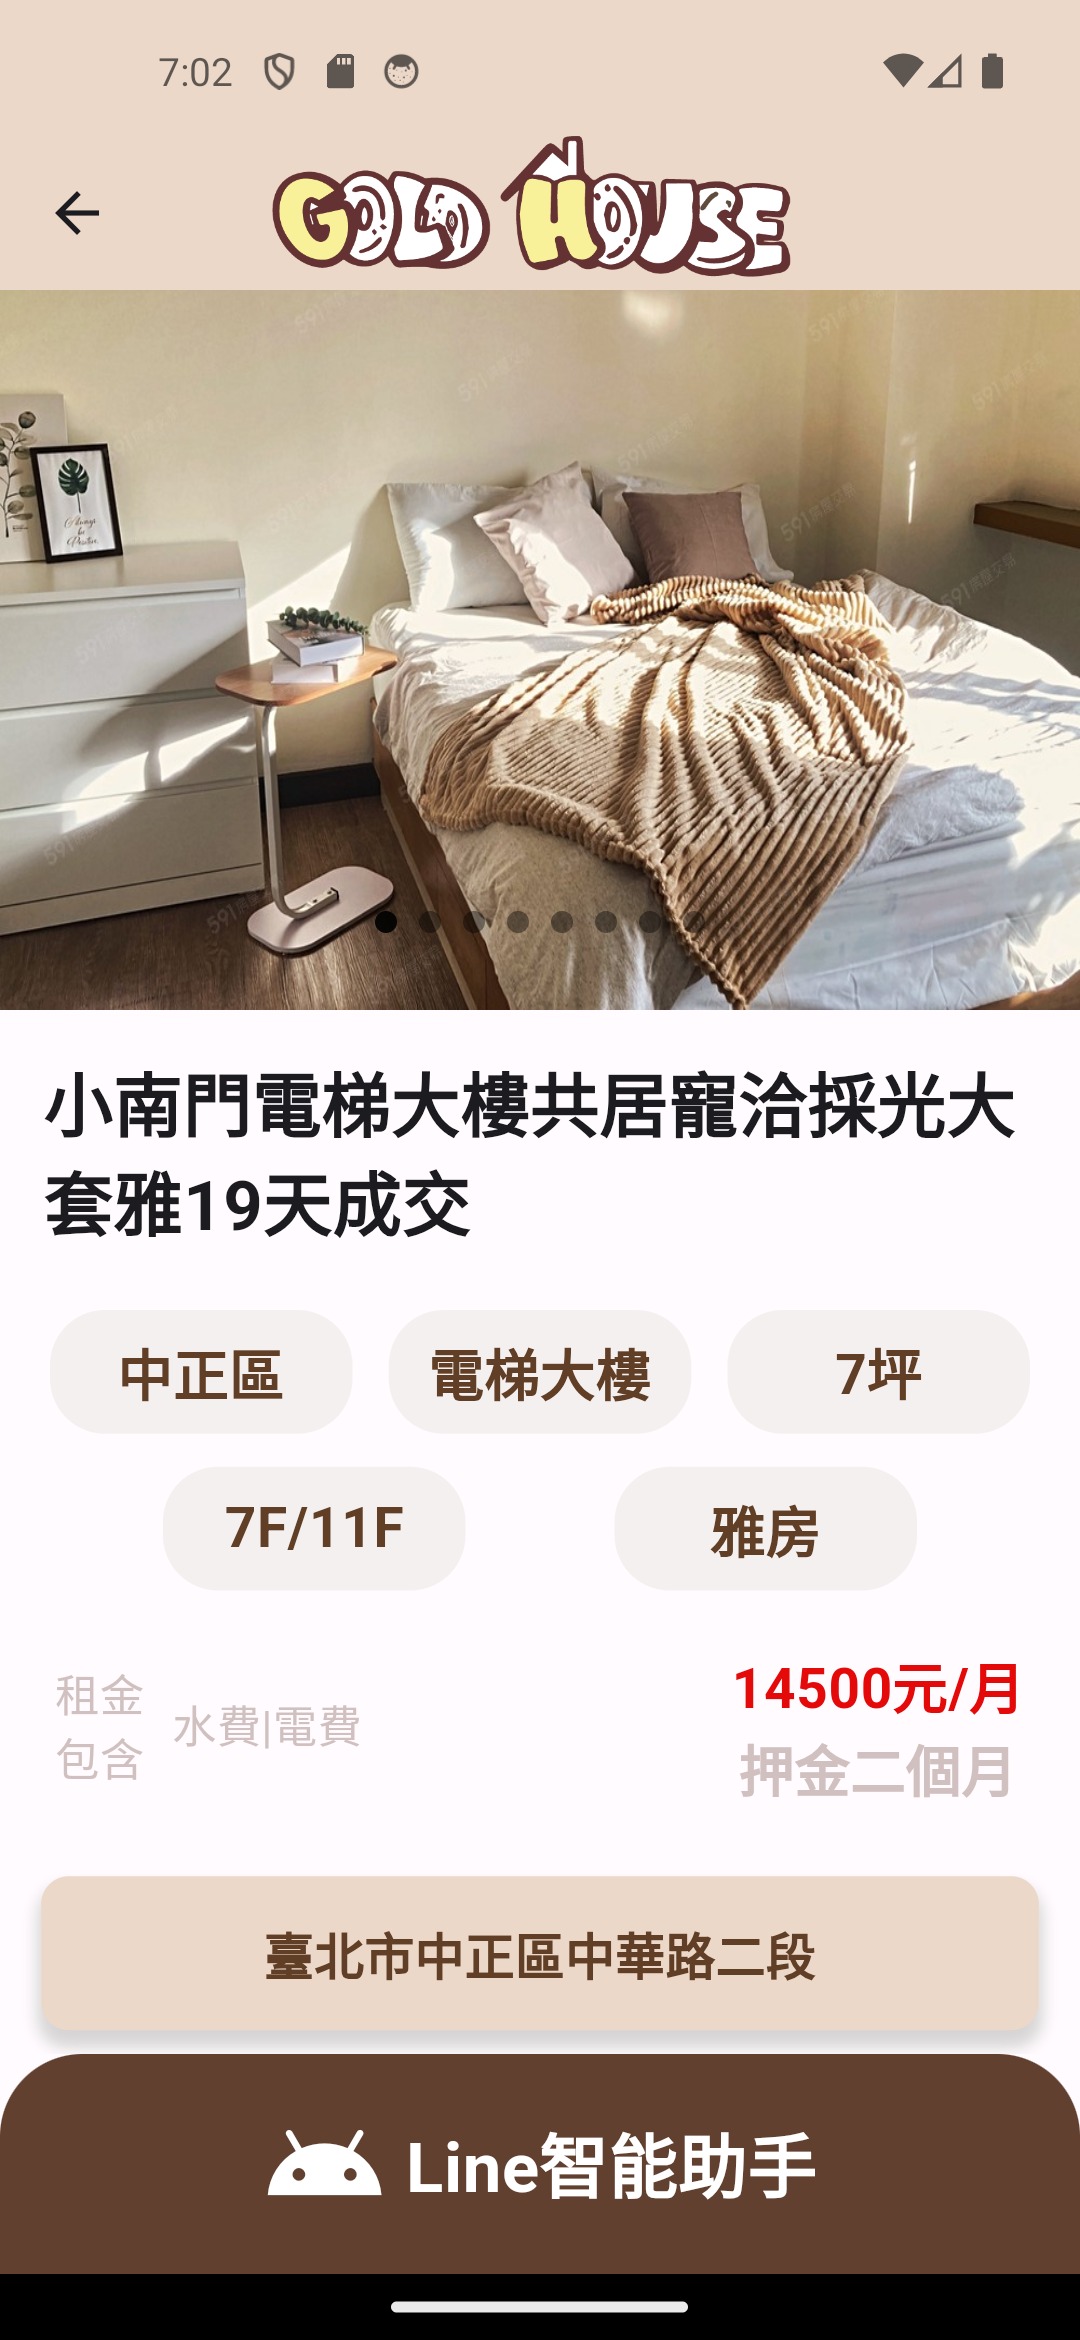 7:02
GOLD HOUSE
Always
be
Positive
小南門電梯大樓共居寵洽採光大
套雅19天成交
中正區
電梯大樓
7坪
7F/11F
雅房
租金
包含
水費|電費
14500元/月
押金二個月
臺北市中正區中華路二段
Line智能助手